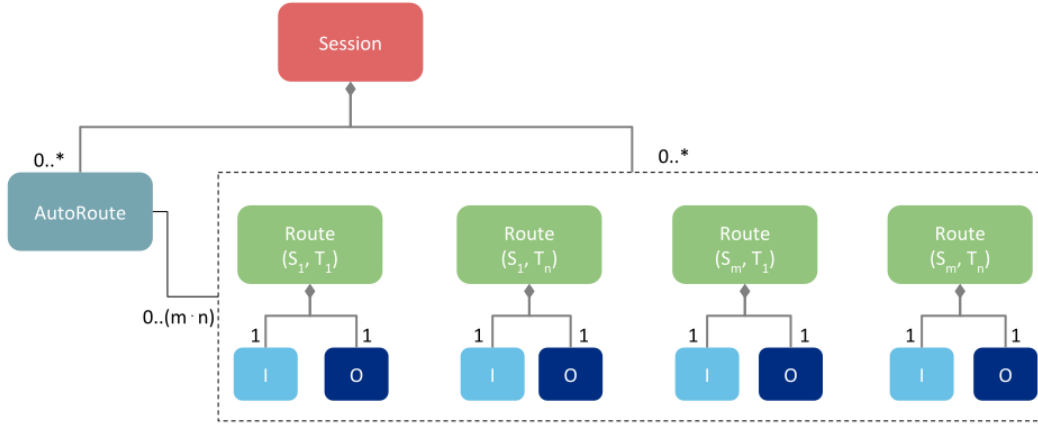 Session
0..*
0..*
AutoRoute
Route
(S₁, T₁)
Route
(S₁, Tₙ)
Route
(Sₘ, T₁)
Route
(Sₘ, Tₙ)
0..(m · n)
1
1
1
1
1
1
1
1
I
O
I
O
I
O
I
O